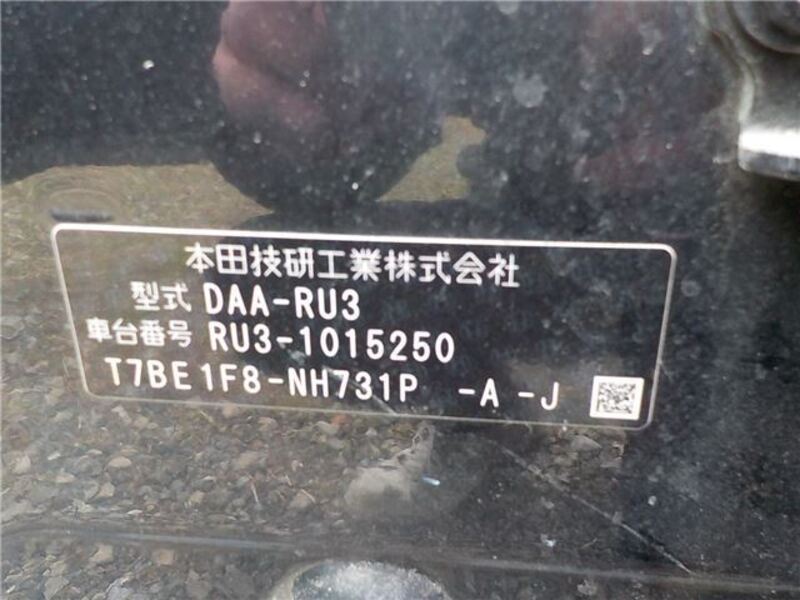 本田技研工業株式会社
型式 DAA-RU3
車台番号 RU3-1015250
T7BE1F8-NH731P -A -J